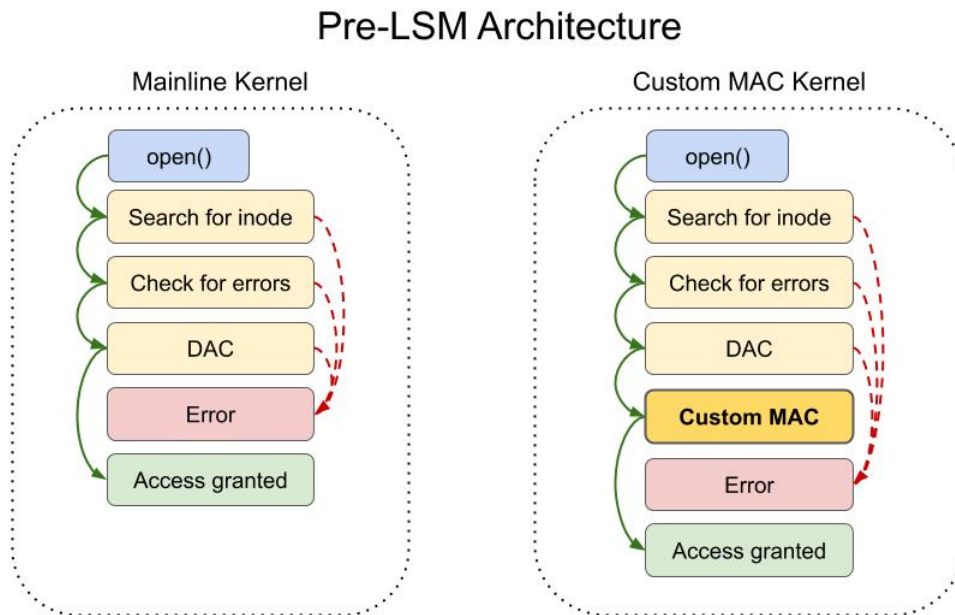 Pre-LSM Architecture
Mainline Kernel
open()
Search for inode
Check for errors
DAC
Error
Access granted
Custom MAC Kernel
open()
Search for inode
Check for errors
DAC
Custom MAC
Error
Access granted